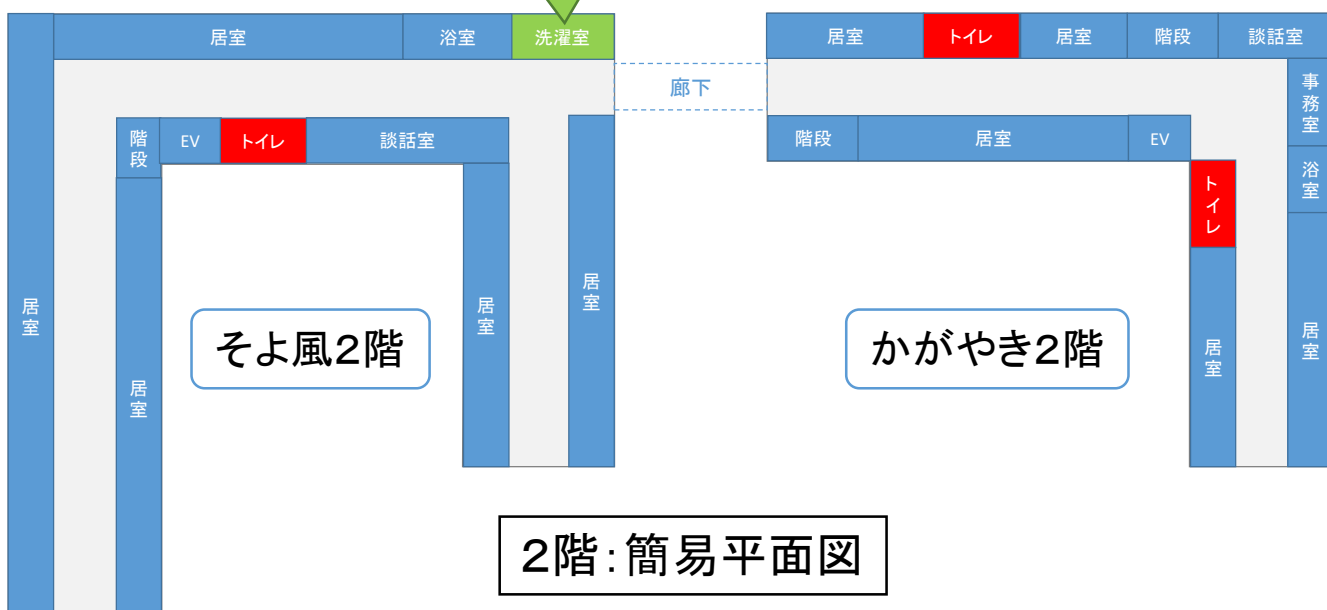 居室
浴室
洗濯室
居室
トイレ
居室
階段
談話室
廊下
事務室
階段
EV
トイレ
談話室
階段
居室
EV
浴室
トイレ
居室
居室
居室
居室
居室
居室
そよ風2階
かがやき2階
2階:簡易平面図